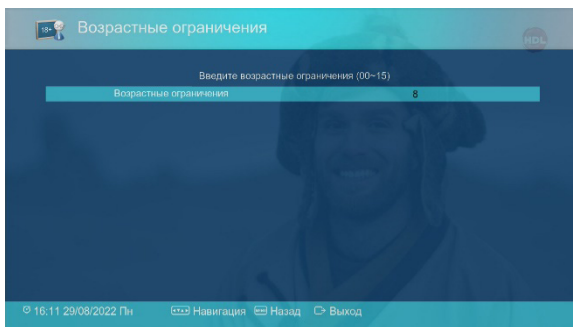 18+ Возрастные ограничения
HDL
Введите возрастные ограничения (00~15)
Возрастные ограничения 8
16:11 29/08/2022 Пн Навигация Назад Выход